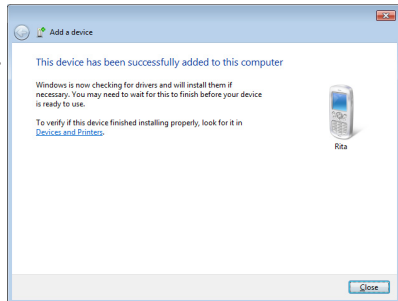 Add a device
This device has been successfully added to this computer
Windows is now checking for drivers and will install them if
necessary. You may need to wait for this to finish before your device
is ready to use.
To verify if this device finished installing properly, look for it in
Devices and Printers.
Rita
Close